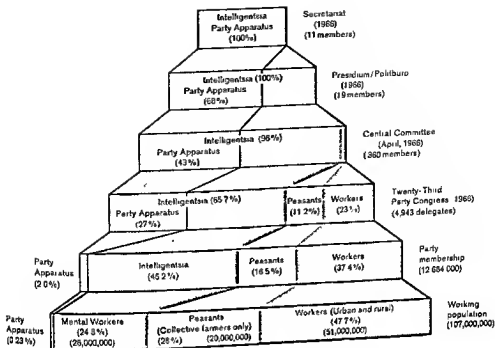 Intelligentsia
Party Apparatus
(100%)
Secretariat
(1966)
(11 members)
Intelligentsia (100%)
Party Apparatus
(68%)
Presidium/Politburo
(1966)
(19 members)
Intelligentsia (96%)
Party Apparatus
(43%)
Central Committee
(April, 1966)
(360 members)
Intelligentsia (65.7%)
Party Apparatus
(27%)
Peasants
(11.2%)
Workers
(23%)
Twenty-Third
Party Congress 1966)
(4,943 delegates)
Party
Apparatus
(2.0%)
Intelligentsia
(45.2%)
Peasants
(16.5%)
Workers
(37.4%)
Party
membership
(12 684 000)
Party
Apparatus
(0.23%)
Mental Workers
(24.8%)
(26,000,000)
Peasants
(Collective farmers only)
(26%) (20,000,000)
Workers (Urban and rural)
(47.7%)
(51,000,000)
Working
population
(107,000,000)